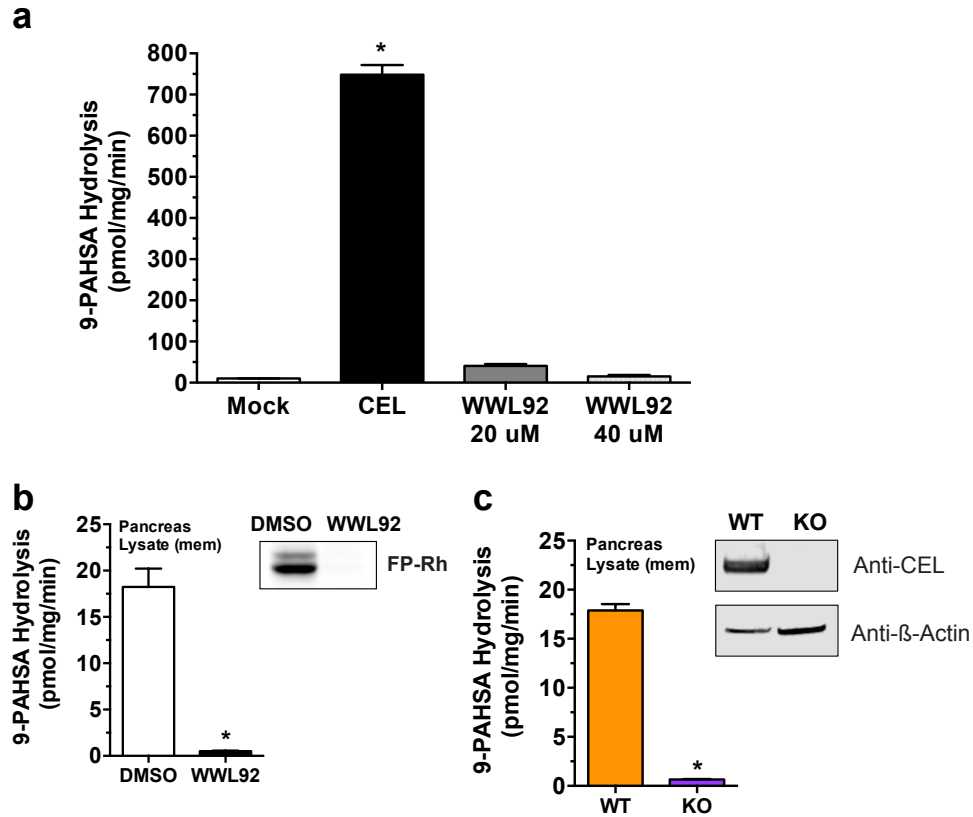 a
9-PAHSA Hydrolysis
(pmol/mg/min)
800
700
600
500
400
300
200
100
0
*
Mock
CEL
WWL92
20 uM
WWL92
40 uM
b
9-PAHSA Hydrolysis
(pmol/mg/min)
25
20
15
10
5
0
Pancreas
Lysate (mem)
*
DMSO
WWL92
DMSO WWL92
FP-Rh
c
9-PAHSA Hydrolysis
(pmol/mg/min)
25
20
15
10
5
0
Pancreas
Lysate (mem)
*
WT
KO
WT KO
Anti-CEL
Anti-ß-Actin